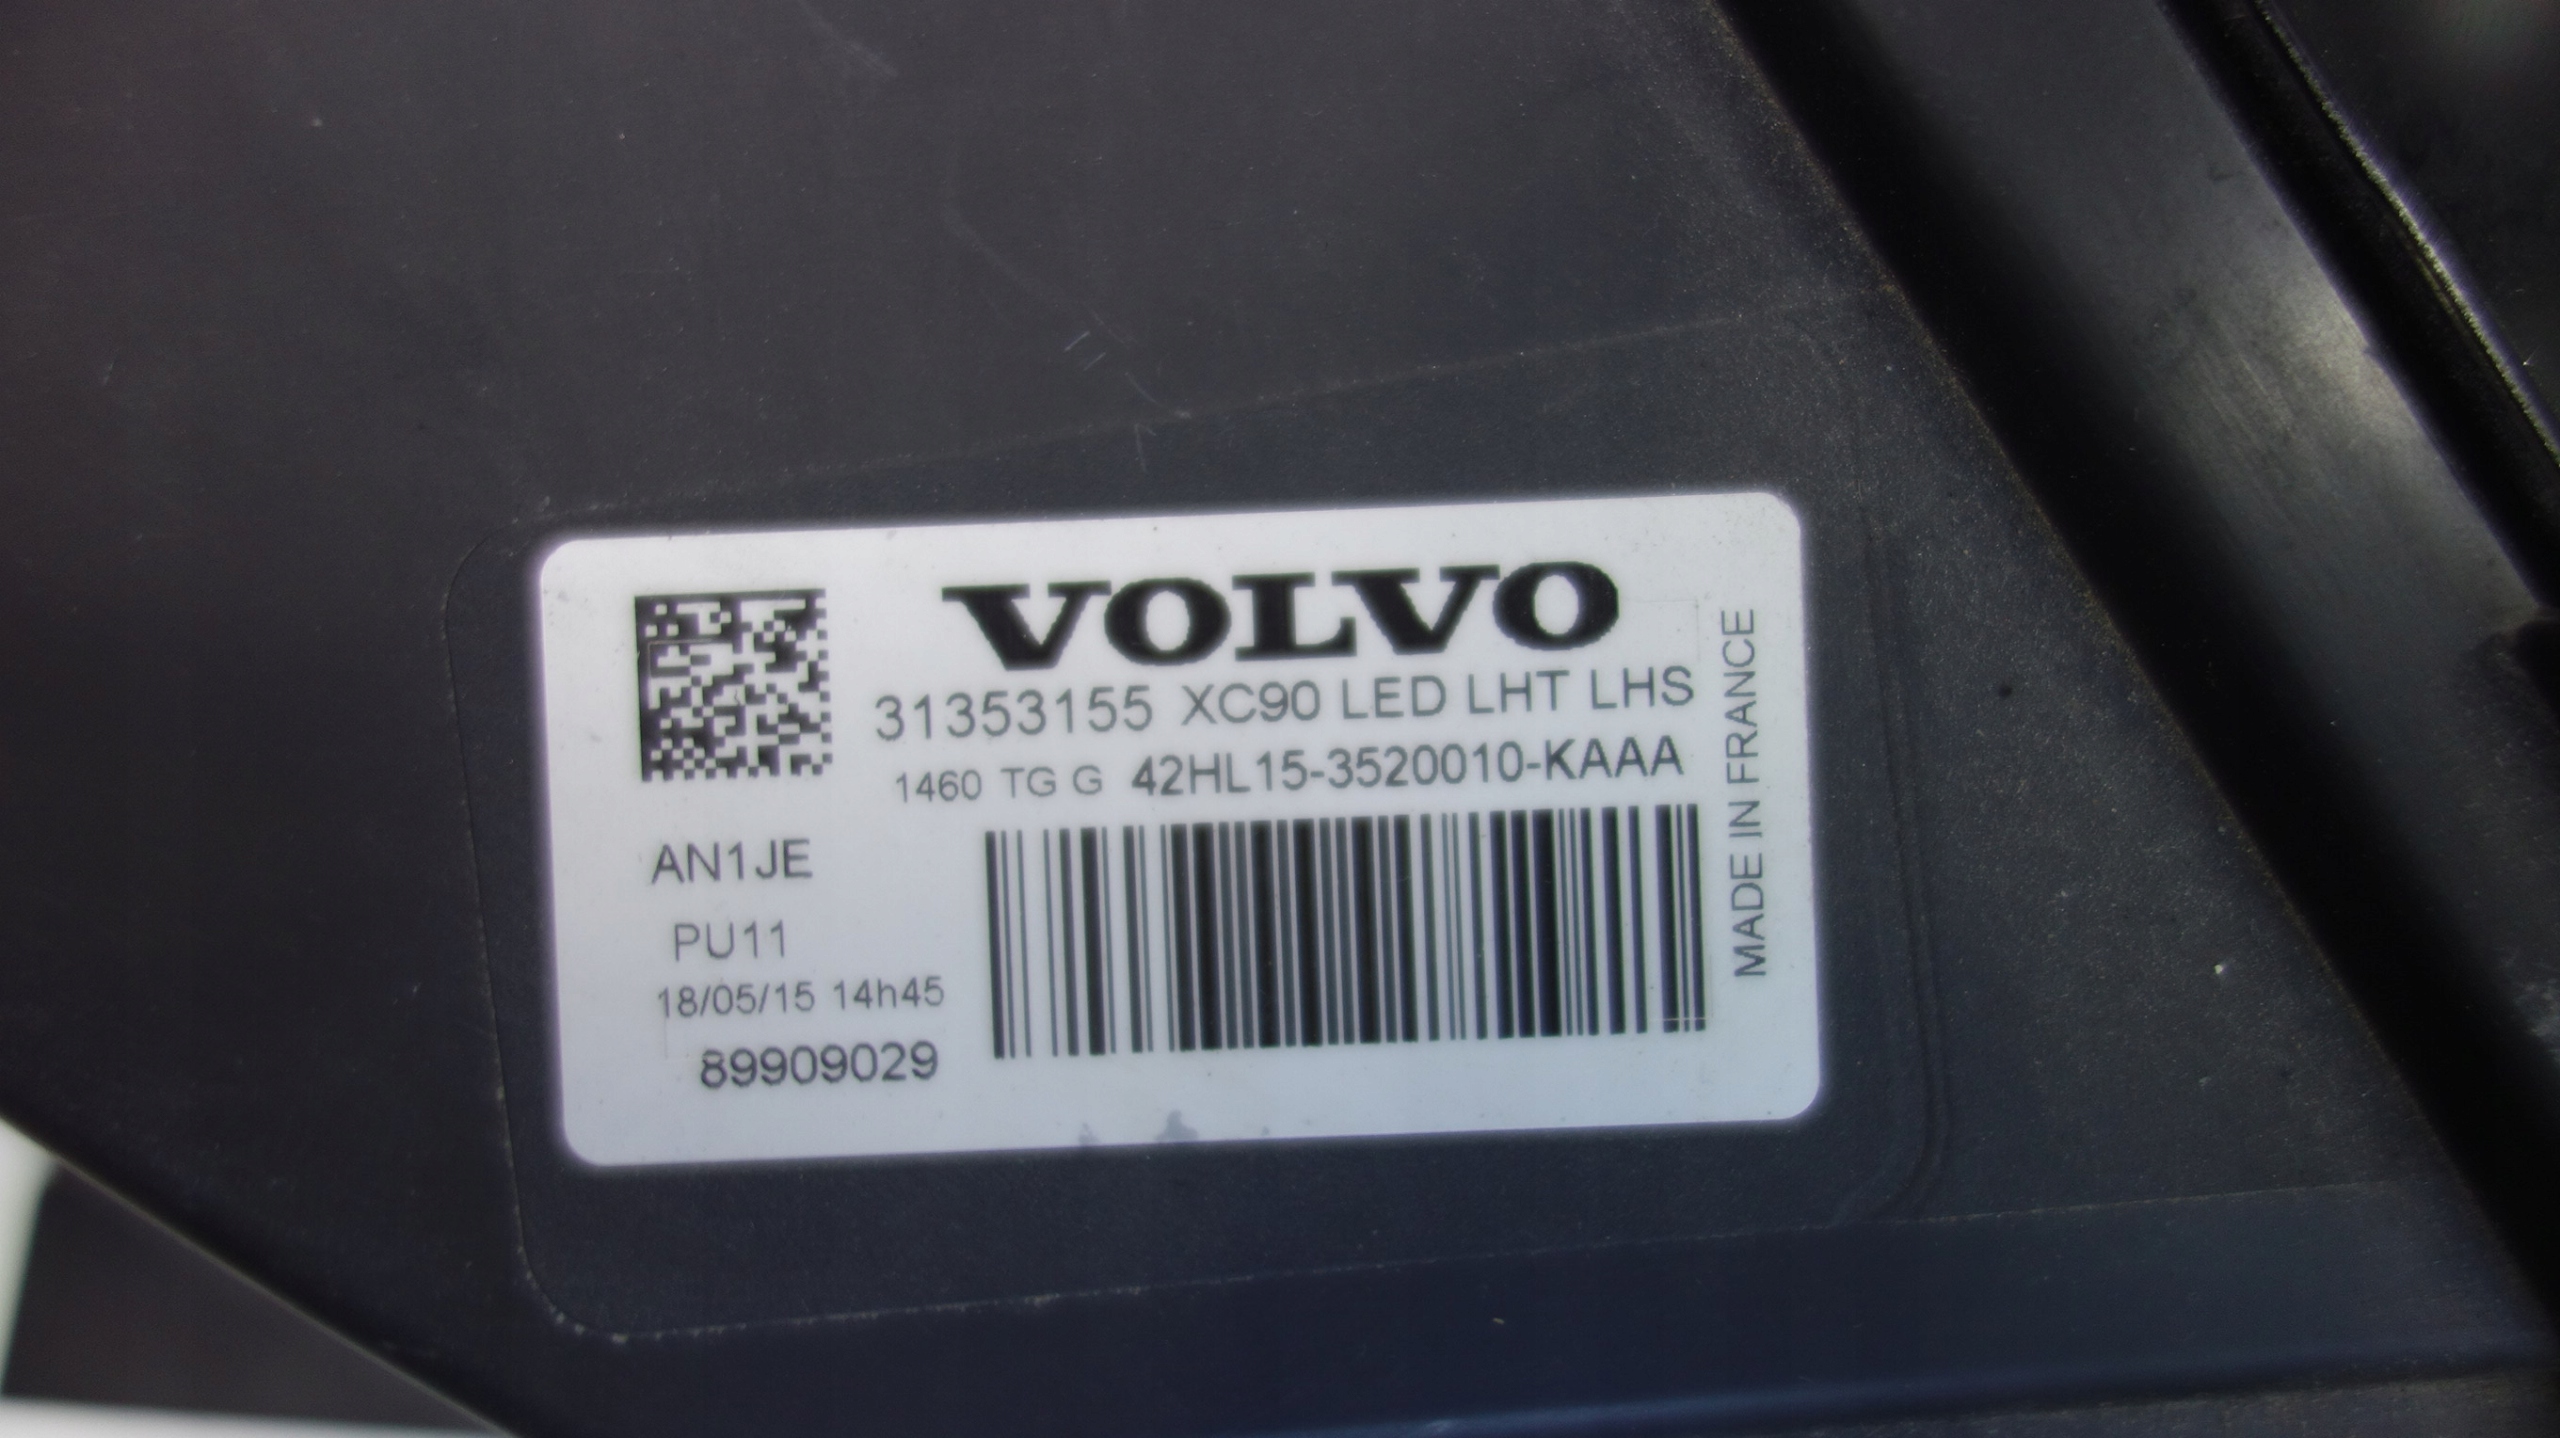 VOLVO
31353155 XC90 LED LHT LHS
1460 TG G 42HL15-3520010-KAAA
AN1JE
PU11
18/05/15 14h45
89909029
MADE IN FRANCE